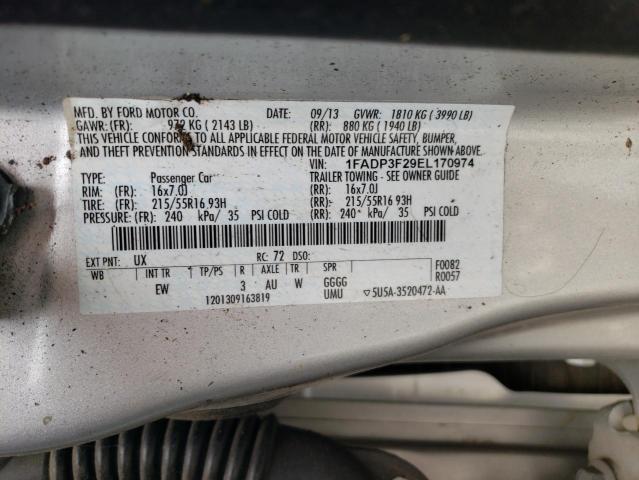 MFD. BY FORD MOTOR CO. DATE: 09/13 GVWR: 1810 KG ( 3990 LB)
GAWR: (FR) 972 KG ( 2143 LB) (RR): 880 KG ( 1940 LB)
THIS VEHICLE CONFORMS TO ALL APPLICABLE FEDERAL MOTOR VEHICLE SAFETY, BUMPER,
AND THEFT PREVENTION STANDARDS IN EFFECT ON THE DATE OF MANUFACTURE SHOWN ABOVE.
VIN: 1FADP3F29EL170974
TYPE: Passenger Car TRAILER TOWING - SEE OWNER GUIDE
RIM: (FR): 16x7.0J (RR): 16x7.0J
TIRE: (FR): 215/55R16 93H (RR): 215/55R16 93H
PRESSURE: (FR): 240 kPa/ 35 PSI COLD (RR): 240 kPa/ 35 PSI COLD
EXT PNT: UX RC: 72 DSO: F0082
WB INT TR TP/PS R AXLE TR SPR R0057
EW 3 AU W GGGG
1201309163819 UMU ▽5U5A-3520472-AA